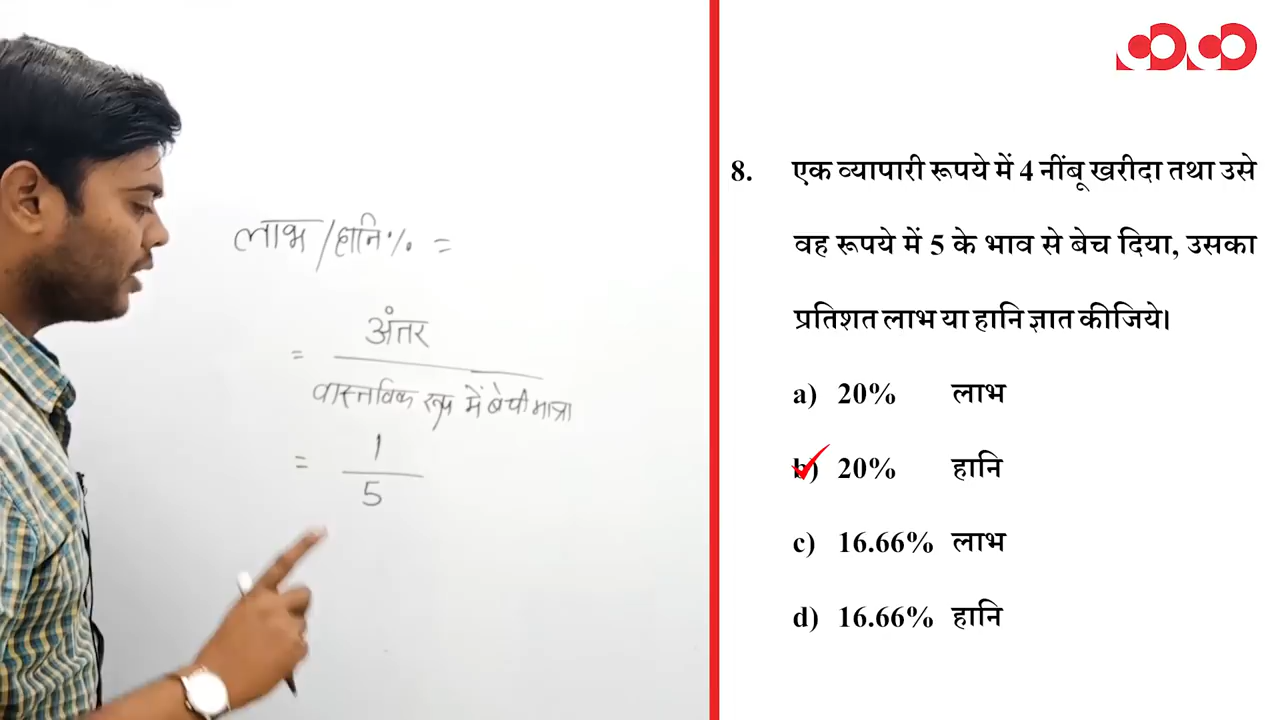 लाभ/हानि% =
= अंतर
वास्तविक रूप में बेची मात्रा
= 1
5
8. एक व्यापारी रूपये में 4 नींबू खरीदा तथा उसे
वह रूपये में 5 के भाव से बेच दिया, उसका
प्रतिशत लाभ या हानि ज्ञात कीजिये।
a) 20% लाभ
b) 20% हानि
c) 16.66% लाभ
d) 16.66% हानि